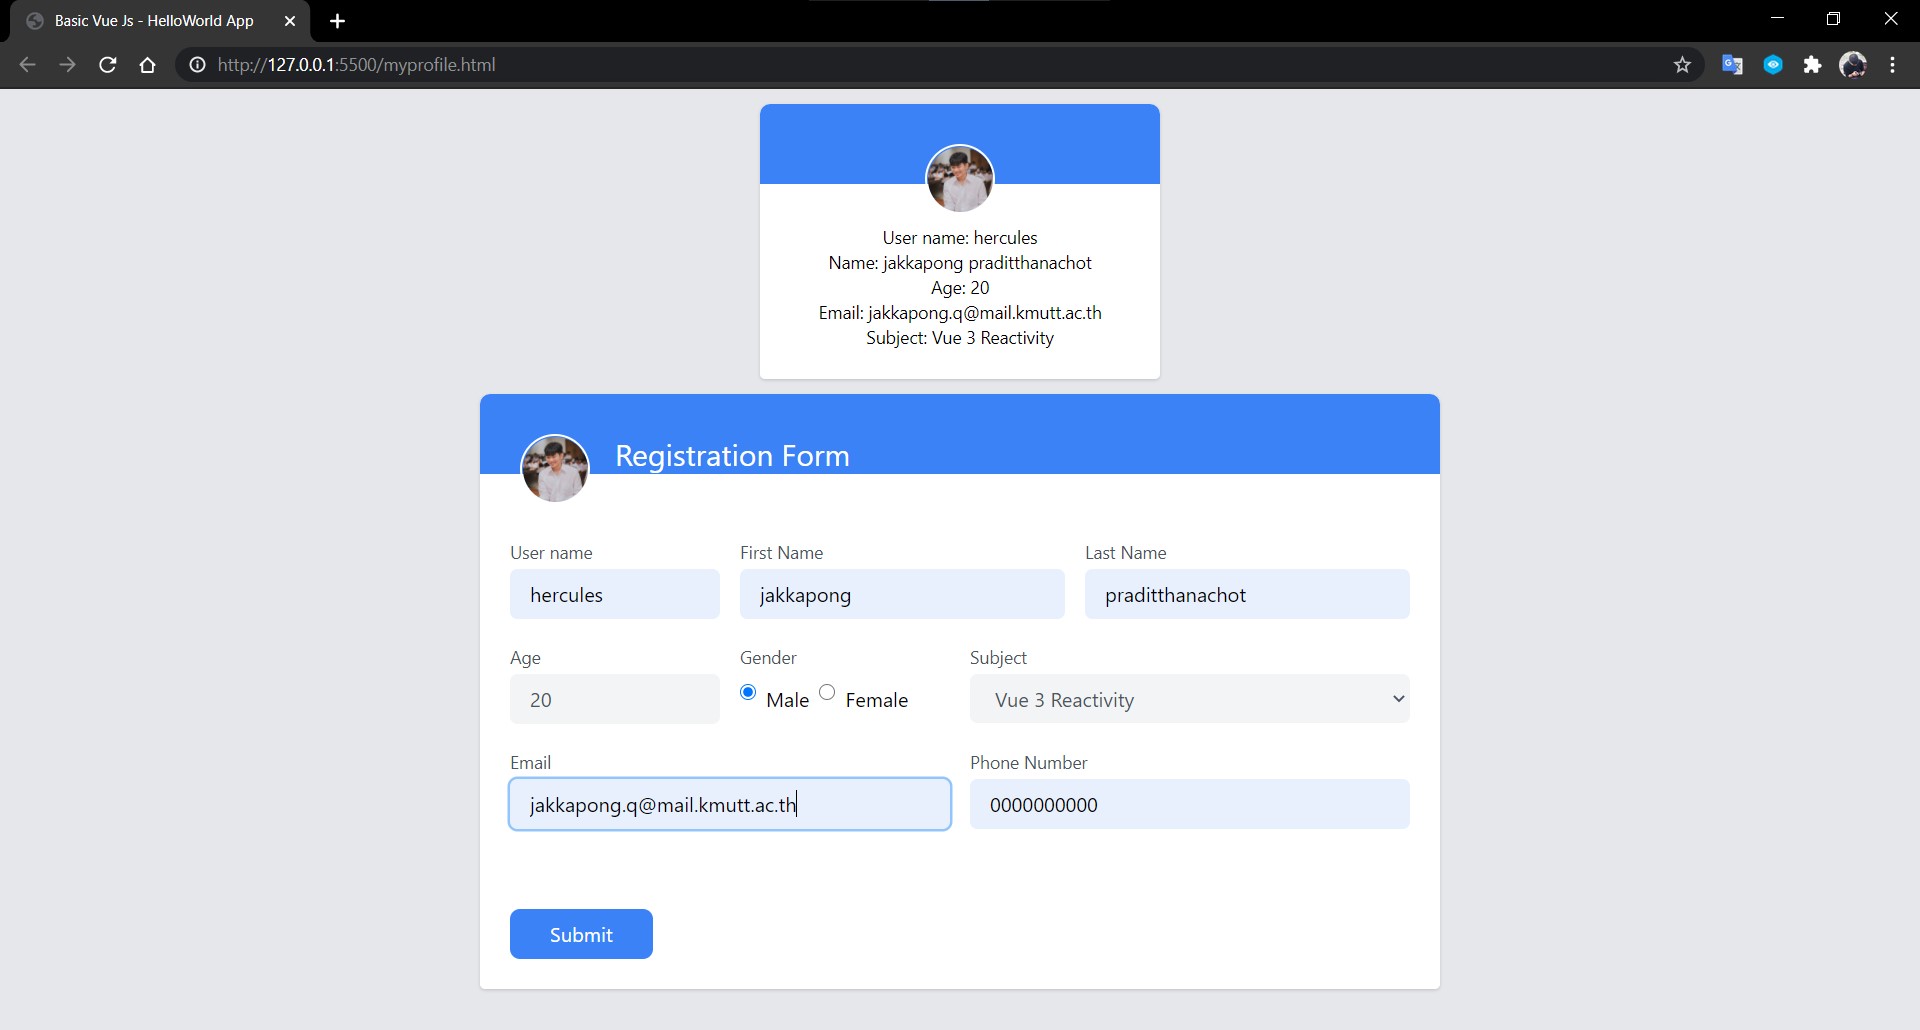 Basic Vue Js - HelloWorld App
http://127.0.0.1:5500/myprofile.html
User name: hercules
Name: jakkapong praditthanachot
Age: 20
Email: jakkapong.q@mail.kmutt.ac.th
Subject: Vue 3 Reactivity
Registration Form
User name First Name Last Name
hercules jakkapong praditthanachot
Age Gender Subject
20 Male Female Vue 3 Reactivity
Email Phone Number
jakkapong.q@mail.kmutt.ac.th 0000000000
Submit